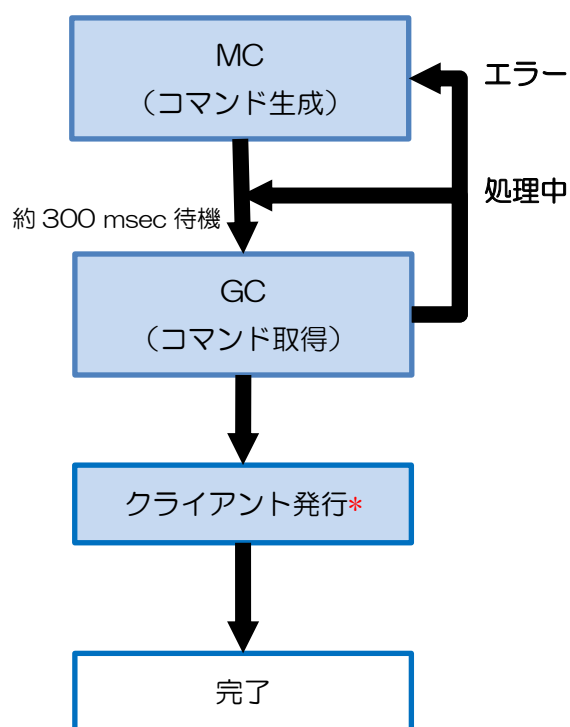 MC
(コマンド生成)
エラー
処理中
約 300 msec 待機
GC
(コマンド取得)
クライアント発行*
完了